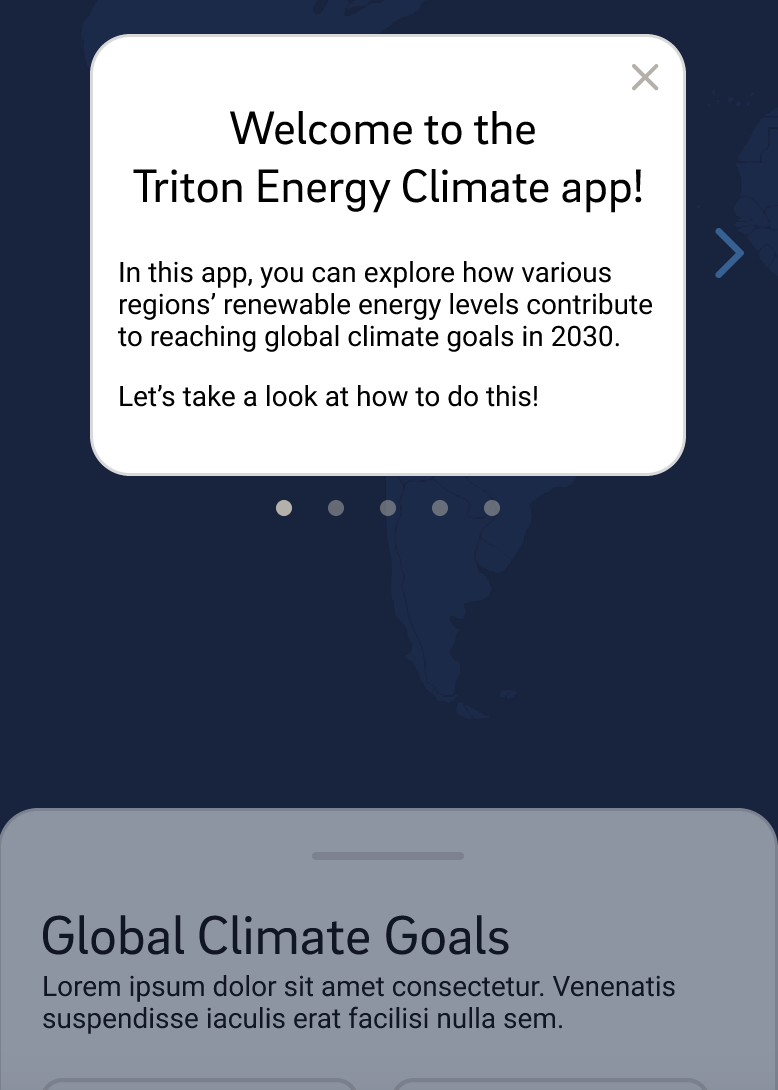 Welcome to the
Triton Energy Climate app!
In this app, you can explore how various
regions’ renewable energy levels contribute
to reaching global climate goals in 2030.
Let’s take a look at how to do this!
Global Climate Goals
Lorem ipsum dolor sit amet consectetur. Venenatis
suspendisse iaculis erat facilisi nulla sem.